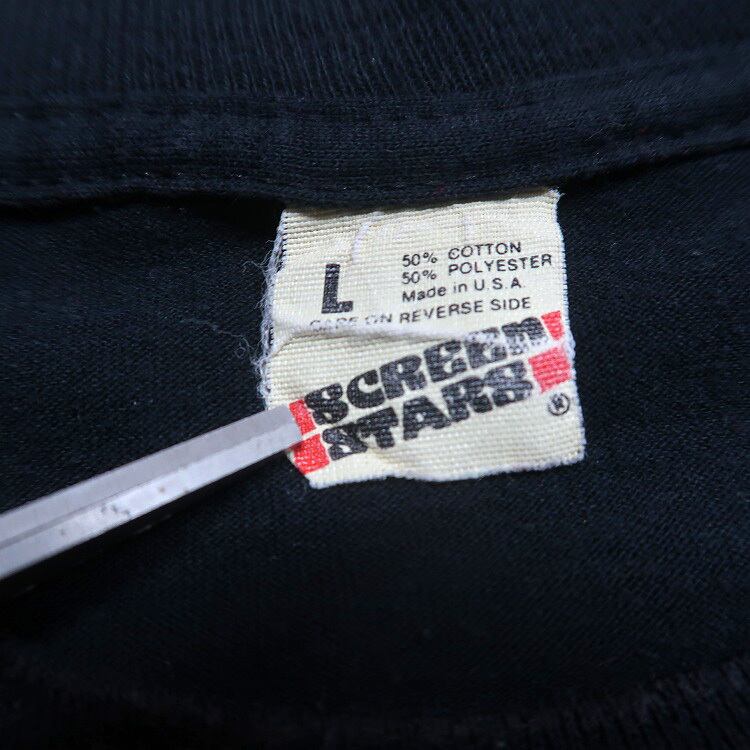 L
50% COTTON
50% POLYESTER
Made in U.S.A
CARE ON REVERSE SIDE
SCREEN
STARS
®